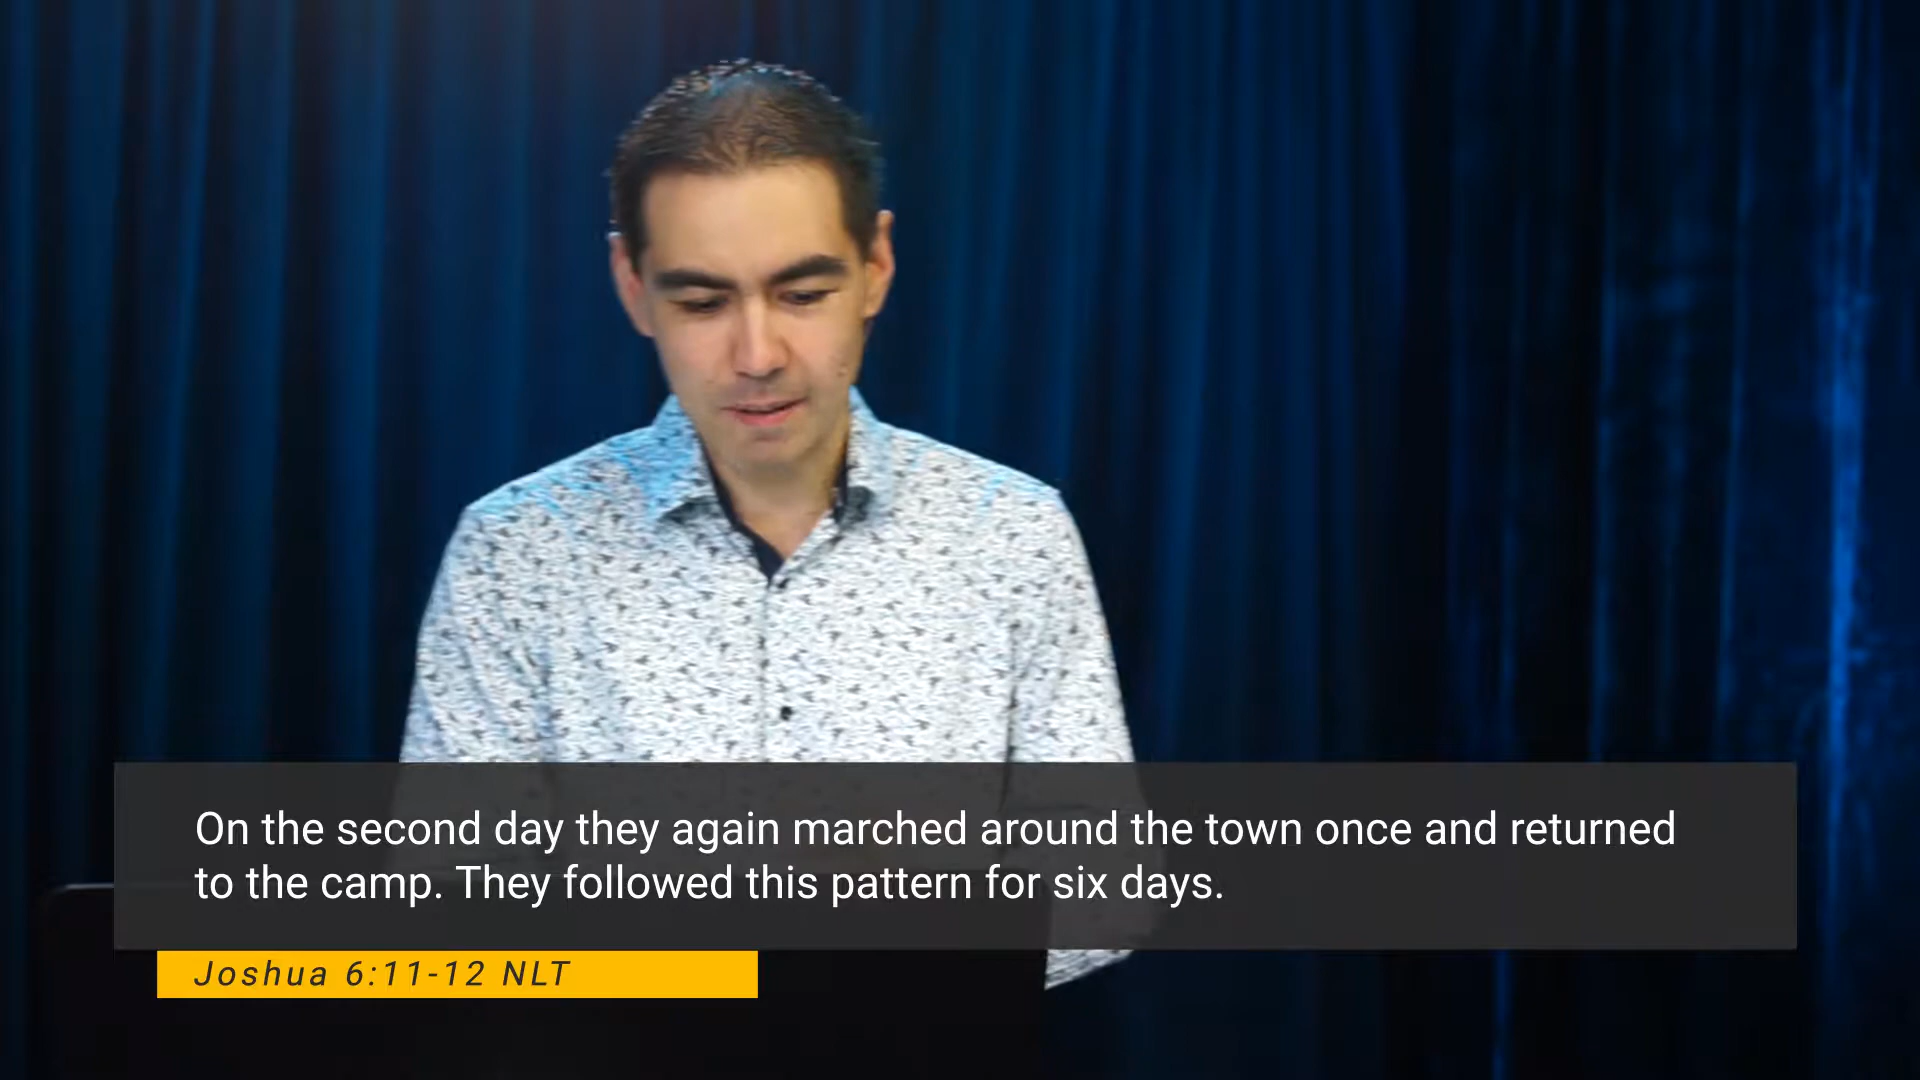 On the second day they again marched around the town once and returned
to the camp. They followed this pattern for six days.
Joshua 6:11-12 NLT